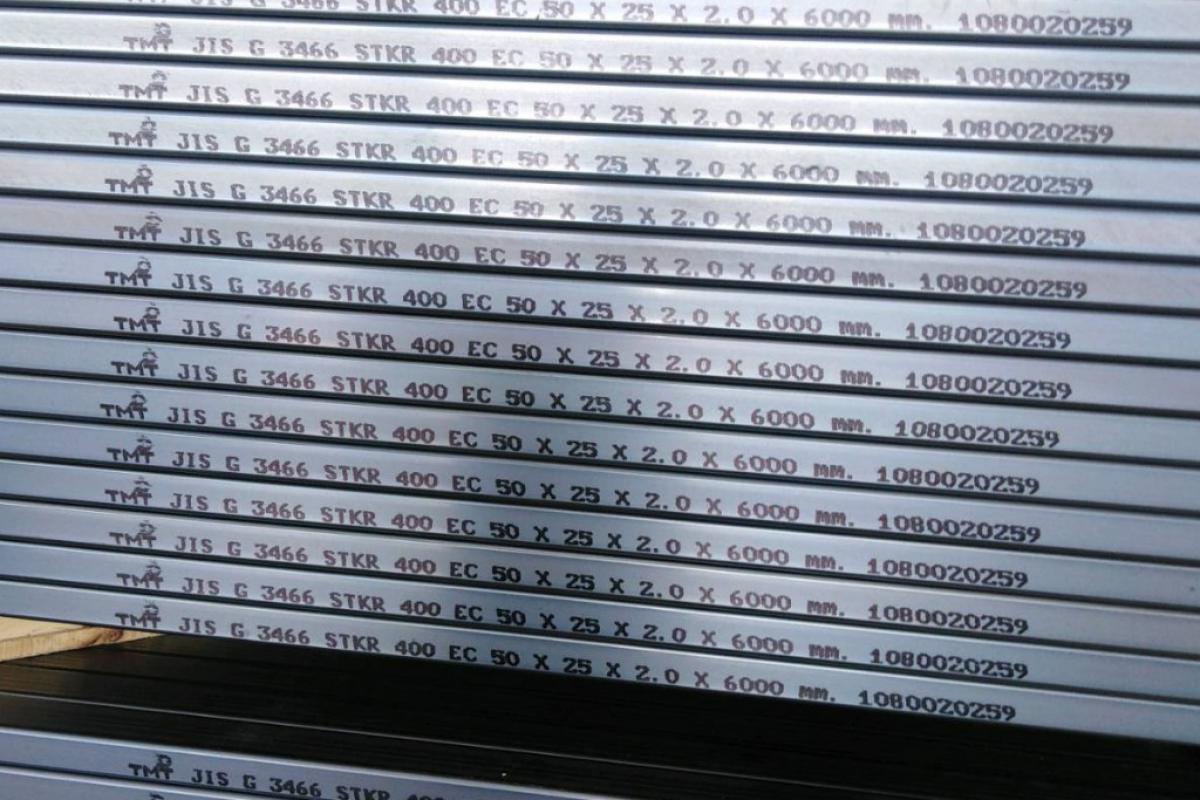 JIS G 3466 STKR 400 EC 50 X 25 X 2.0 X 6000 mm. 1080020259
TMT JIS G 3466 STKR 400 EC 50 X 25 X 2.0 X 6000 mm. 1080020259
TMT JIS G 3466 STKR 400 EC 50 X 25 X 2.0 X 6000 mm. 1080020259
TMT JIS G 3466 STKR 400 EC 50 X 25 X 2.0 X 6000 mm. 1080020259
TMT JIS G 3466 STKR 400 EC 50 X 25 X 2.0 X 6000 mm. 1080020259
TMT JIS G 3466 STKR 400 EC 50 X 25 X 2.0 X 6000 mm. 1080020259
TMT JIS G 3466 STKR 400 EC 50 X 25 X 2.0 X 6000 mm. 1080020259
TMT JIS G 3466 STKR 400 EC 50 X 25 X 2.0 X 6000 mm. 1080020259
TMT JIS G 3466 STKR 400 EC 50 X 25 X 2.0 X 6000 mm. 1080020259
TMT JIS G 3466 STKR 400 EC 50 X 25 X 2.0 X 6000 mm. 1080020259
TMT JIS G 3466 STKR 400 EC 50 X 25 X 2.0 X 6000 mm. 1080020259
TMT JIS G 3466 STKR 400 EC 50 X 25 X 2.0 X 6000 mm. 1080020259
TMT JIS G 3466 STKR 400 EC 50 X 25 X 2.0 X 6000 mm. 1080020259
TMT JIS G 3466 STKR 400 EC 50 X 25 X 2.0 X 6000 mm. 1080020259
TMT JIS G 3466 STKR 400 EC 50 X 25 X 2.0 X 6000 mm. 1080020259
TMT JIS G 3466 STKR